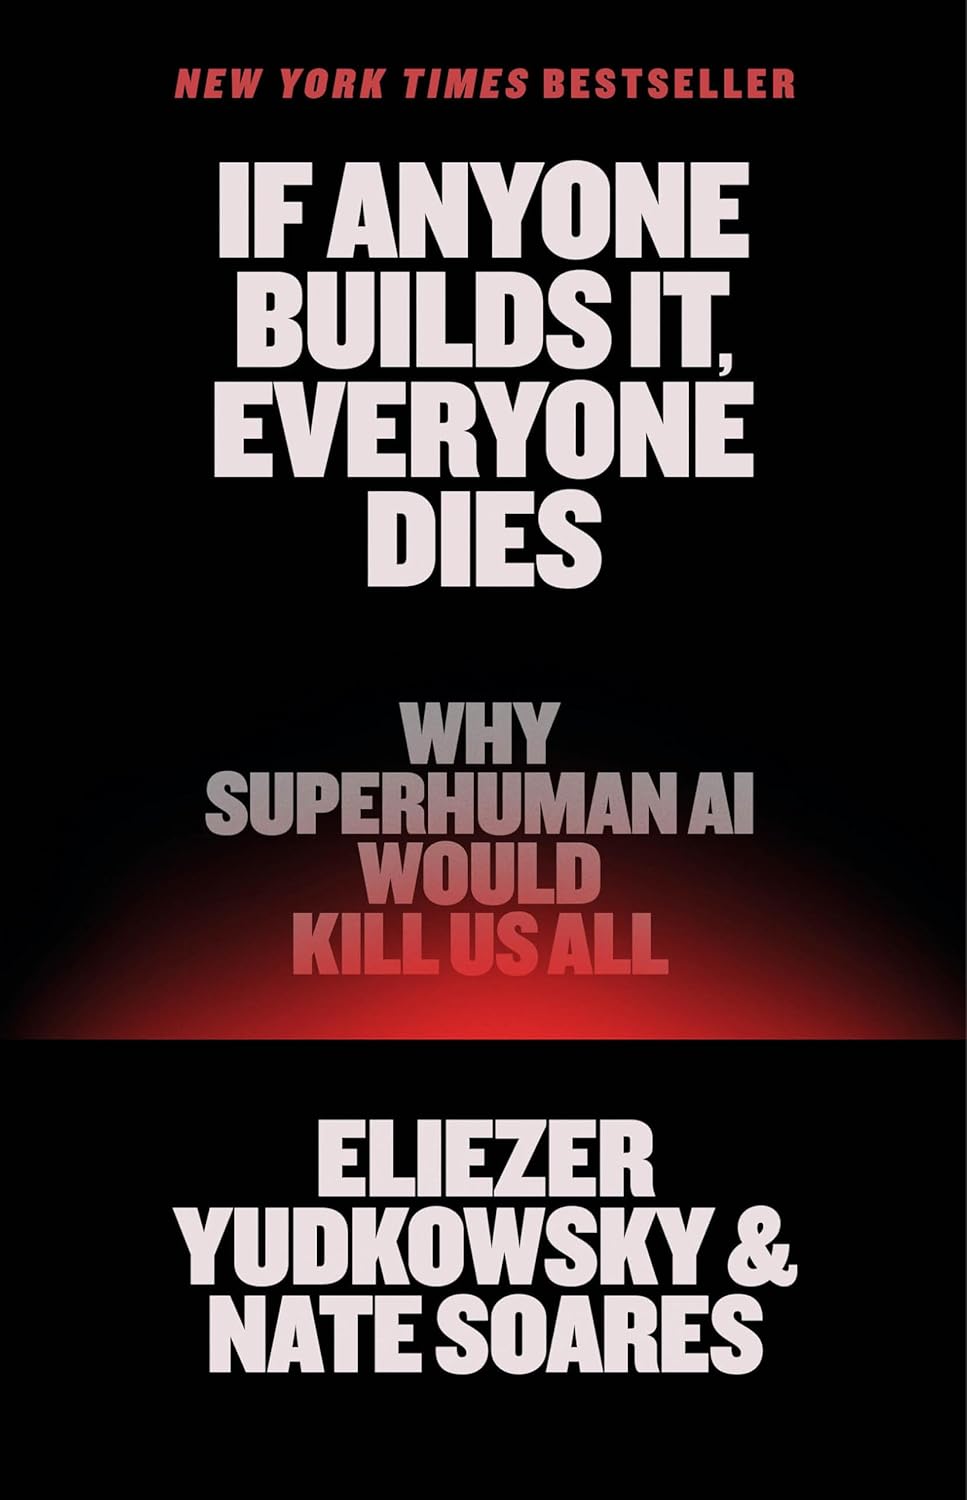 NEW YORK TIMES BESTSELLER
IF ANYONE
BUILDS IT,
EVERYONE
DIES
WHY
SUPERHUMAN AI
WOULD
KILL US ALL
ELIEZER
YUDKOWSKY &
NATE SOARES